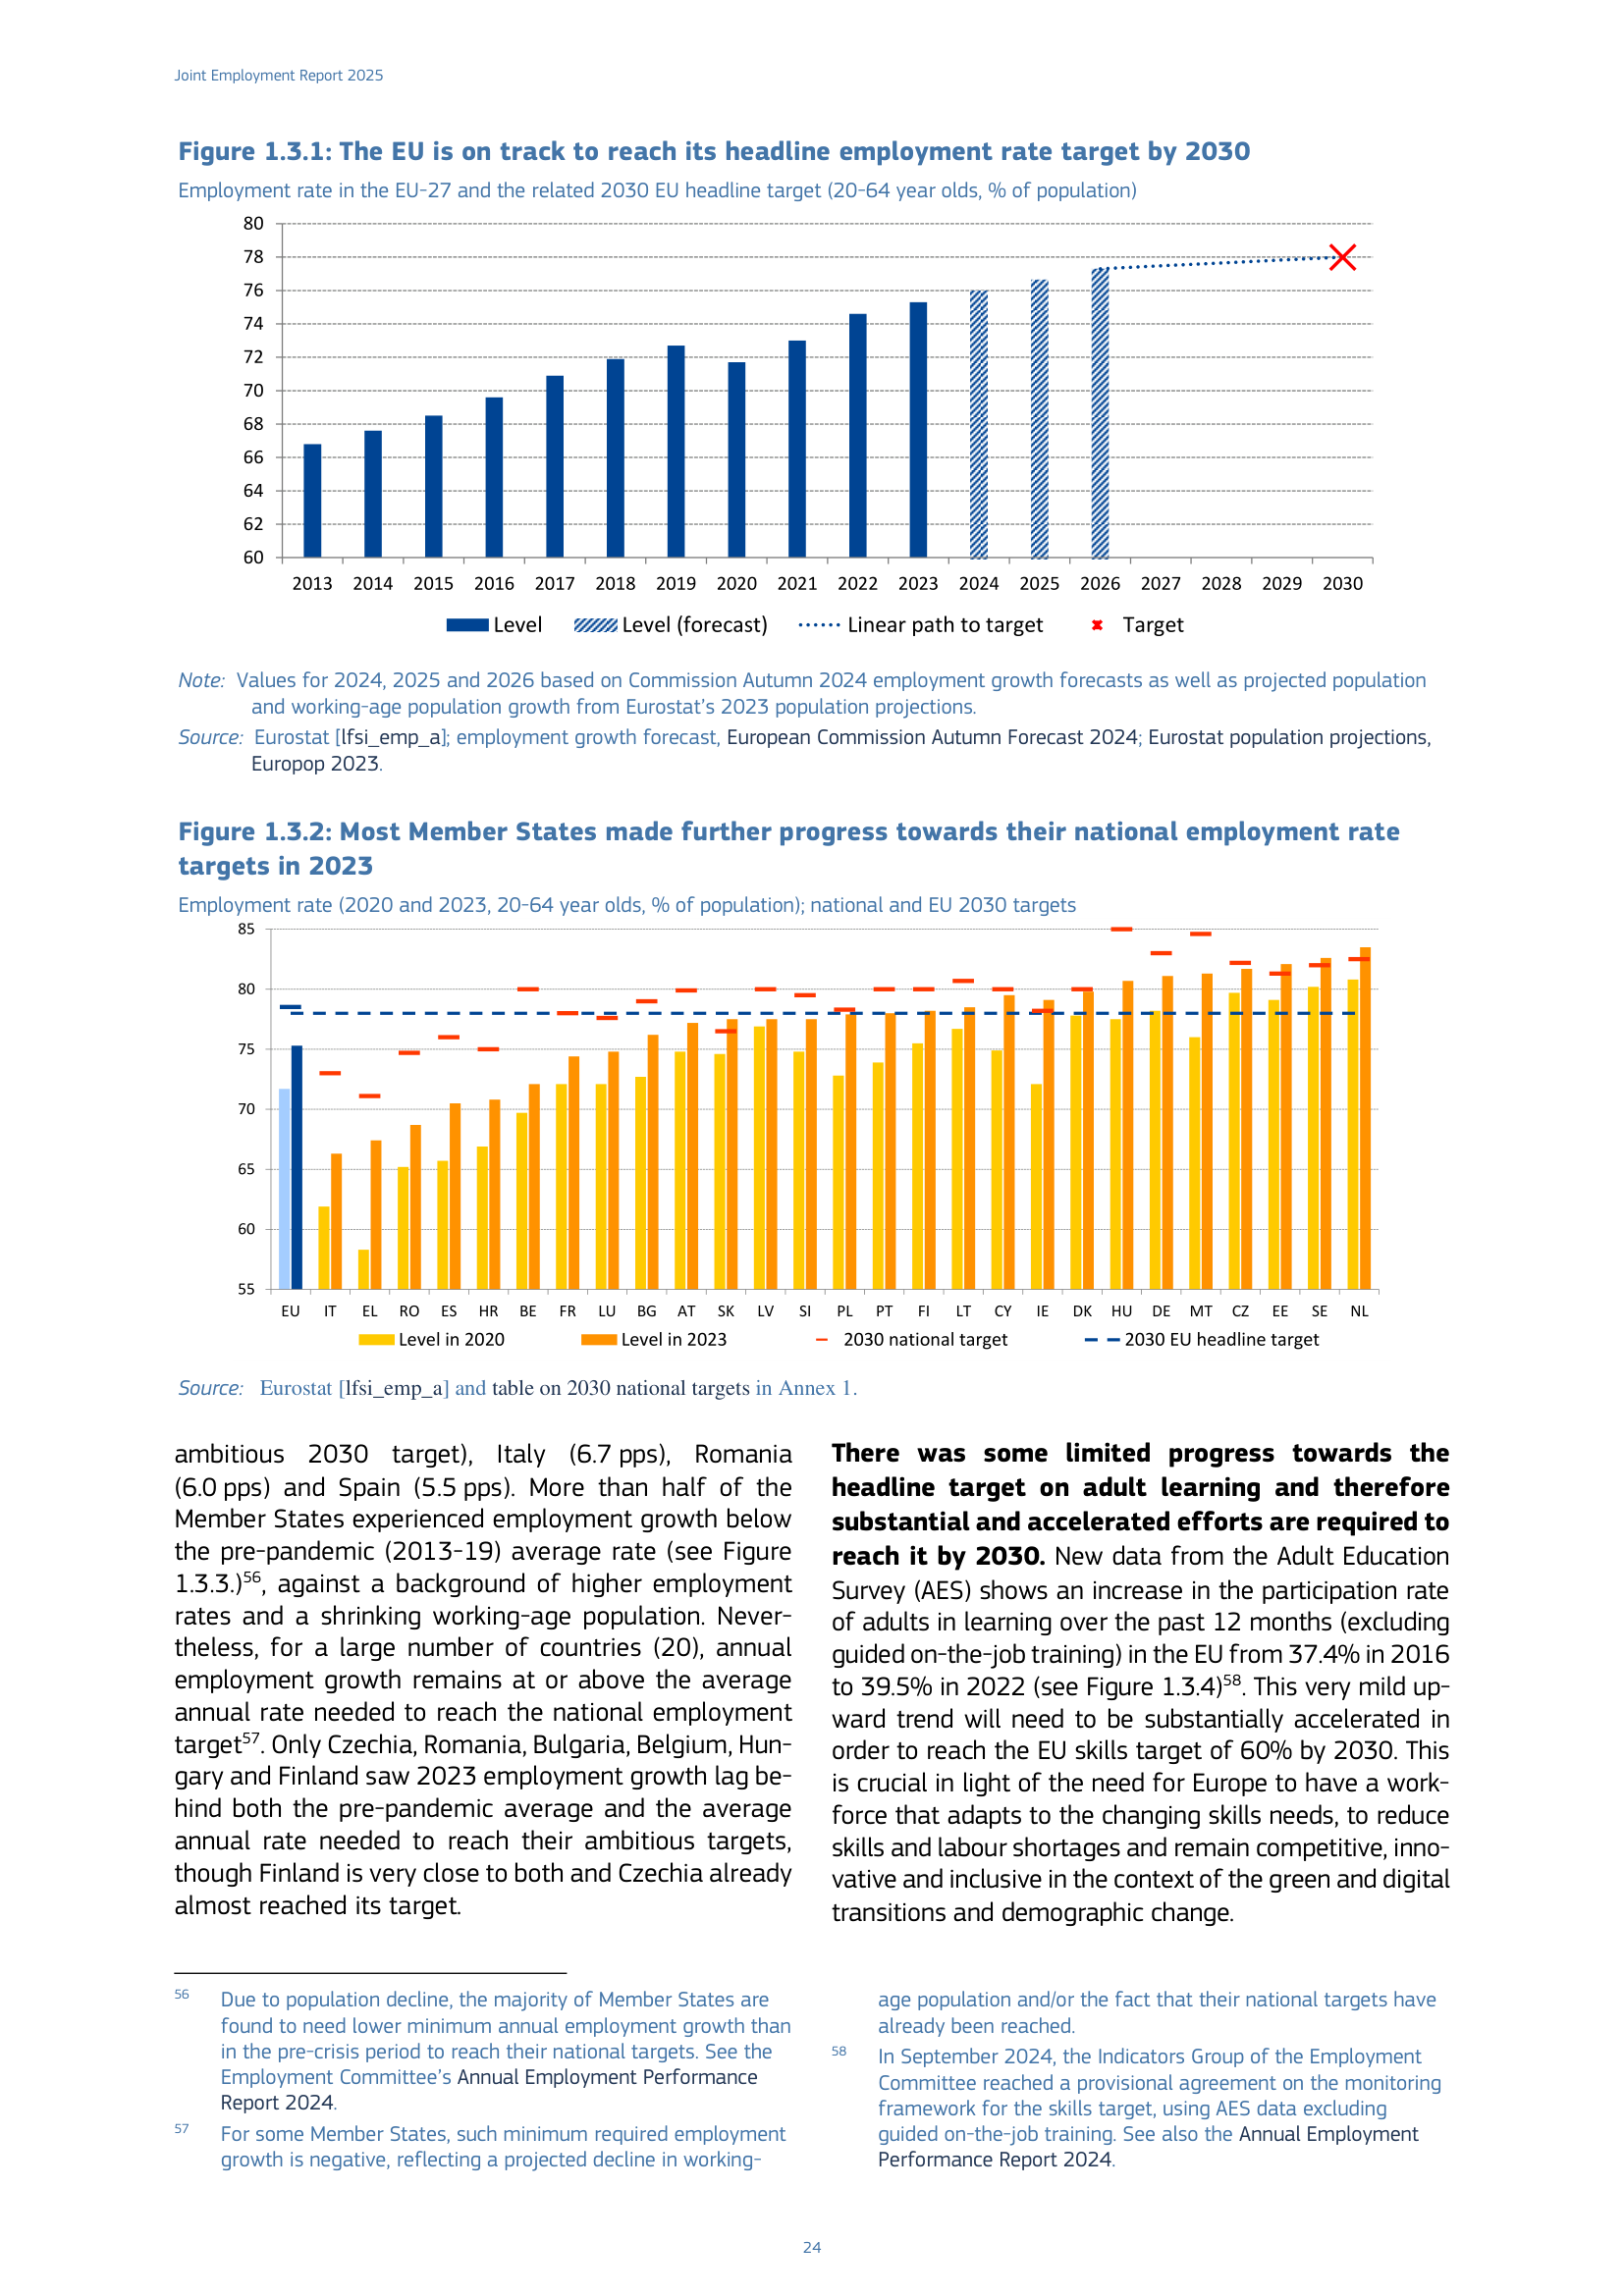 Joint Employment Report 2025
Figure 1.3.1: The EU is on track to reach its headline employment rate target by 2030
Employment rate in the EU-27 and the related 2030 EU headline target (20-64 year olds, % of population)
80
78
76
74
72
70
68
66
64
62
60
2013 2014 2015 2016 2017 2018 2019 2020 2021 2022 2023 2024 2025 2026 2027 2028 2029 2030
Level Level (forecast) Linear path to target Target
Note: Values for 2024, 2025 and 2026 based on Commission Autumn 2024 employment growth forecasts as well as projected population
and working-age population growth from Eurostat's 2023 population projections.
Source: Eurostat [lfsi_emp_a]; employment growth forecast, European Commission Autumn Forecast 2024; Eurostat population projections,
Europop 2023.
Figure 1.3.2: Most Member States made further progress towards their national employment rate
targets in 2023
Employment rate (2020 and 2023, 20-64 year olds, % of population); national and EU 2030 targets
85
80
75
70
65
60
55
EU IT EL RO ES HR BE FR LU BG AT SK LV SI PL PT FI LT CY IE DK HU DE MT CZ EE SE NL
Level in 2020 Level in 2023 2030 national target 2030 EU headline target
Source: Eurostat [lfsi_emp_a] and table on 2030 national targets in Annex 1.
ambitious 2030 target), Italy (6.7 pps), Romania
(6.0 pps) and Spain (5.5 pps). More than half of the
Member States experienced employment growth below
the pre-pandemic (2013-19) average rate (see Figure
1.3.3.)56, against a background of higher employment
rates and a shrinking working-age population. Never-
theless, for a large number of countries (20), annual
employment growth remains at or above the average
annual rate needed to reach the national employment
target57. Only Czechia, Romania, Bulgaria, Belgium, Hun-
gary and Finland saw 2023 employment growth lag be-
hind both the pre-pandemic average and the average
annual rate needed to reach their ambitious targets,
though Finland is very close to both and Czechia already
almost reached its target.
There was some limited progress towards the
headline target on adult learning and therefore
substantial and accelerated efforts are required to
reach it by 2030. New data from the Adult Education
Survey (AES) shows an increase in the participation rate
of adults in learning over the past 12 months (excluding
guided on-the-job training) in the EU from 37.4% in 2016
to 39.5% in 2022 (see Figure 1.3.4)58. This very mild up-
ward trend will need to be substantially accelerated in
order to reach the EU skills target of 60% by 2030. This
is crucial in light of the need for Europe to have a work-
force that adapts to the changing skills needs, to reduce
skills and labour shortages and remain competitive, inno-
vative and inclusive in the context of the green and digital
transitions and demographic change.
56 Due to population decline, the majority of Member States are
found to need lower minimum annual employment growth than
in the pre-crisis period to reach their national targets. See the
Employment Committee's Annual Employment Performance
Report 2024.
57 For some Member States, such minimum required employment
growth is negative, reflecting a projected decline in working-
age population and/or the fact that their national targets have
already been reached.
58 In September 2024, the Indicators Group of the Employment
Committee reached a provisional agreement on the monitoring
framework for the skills target, using AES data excluding
guided on-the-job training. See also the Annual Employment
Performance Report 2024.
24